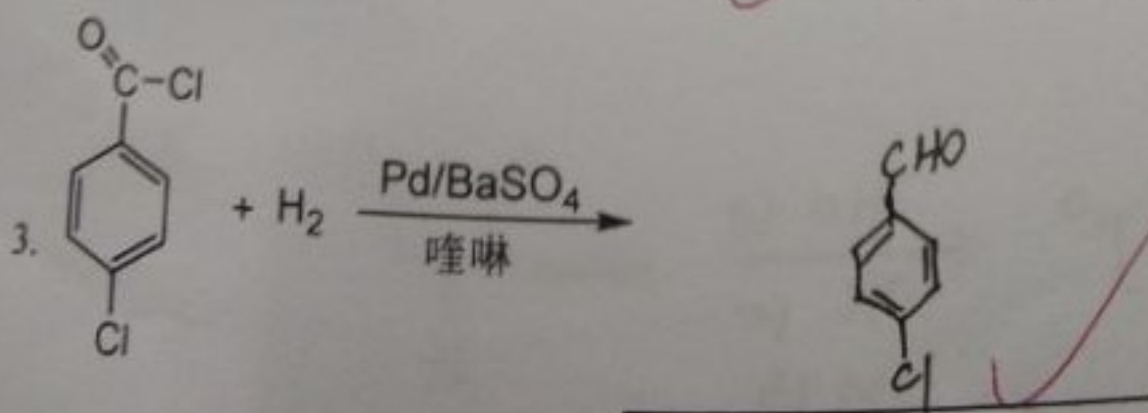 O
C-Cl
CHO
3. + H₂ Pd/BaSO₄
喹啉
Cl
Cl